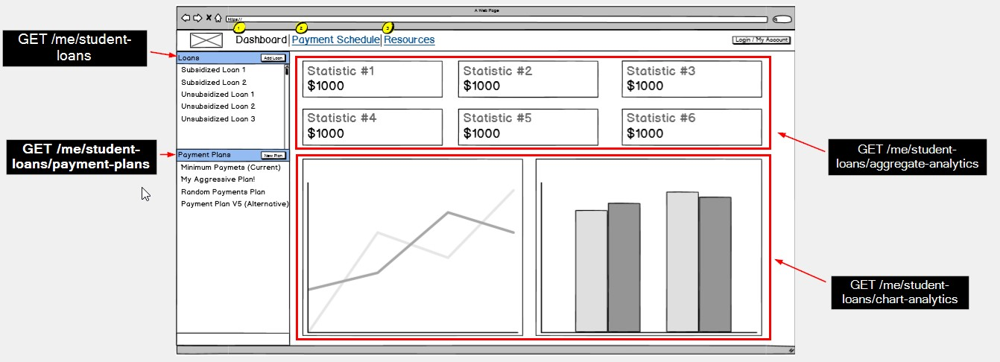 A Web Page
https://
1 2 3
Dashboard Payment Schedule Resources
Login / My Account
GET /me/student-
loans
Loans
Add Loan
Subsidized Loan 1
Subsidized Loan 2
Unsubsidized Loan 1
Unsubsidized Loan 2
Unsubsidized Loan 3
GET /me/student-
loans/payment-plans
Payment Plans
New Plan
Minimum Paymets (Current)
My Aggressive Plan!
Random Payments Plan
Payment Plan V5 (Alternative)
Statistic #1
$1000
Statistic #2
$1000
Statistic #3
$1000
Statistic #4
$1000
Statistic #5
$1000
Statistic #6
$1000
GET /me/student-
loans/aggregate-analytics
GET /me/student-
loans/chart-analytics